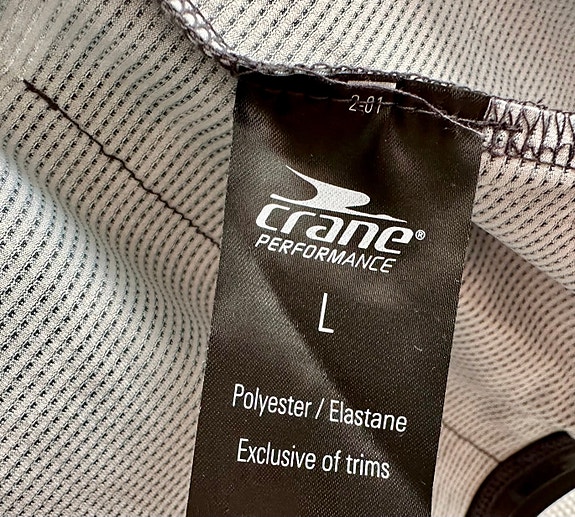 2-01
crane®
PERFORMANCE
L
Polyester / Elastane
Exclusive of trims